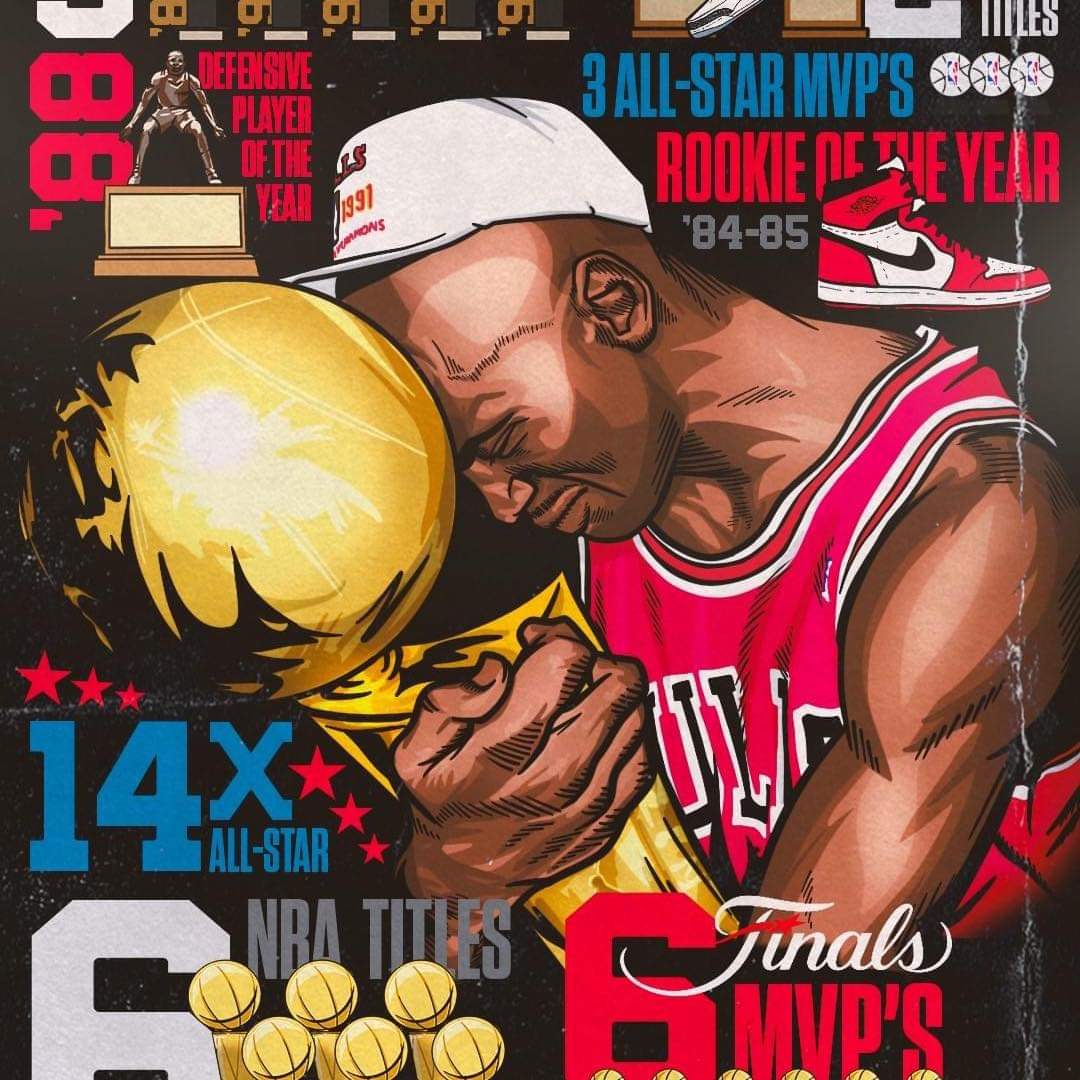 TITLES
'88
DEFENSIVE
PLAYER
OF THE
YEAR
3 ALL-STAR MVP'S
ROOKIE OF THE YEAR
'84-85
1991
14X
ALL-STAR
6
NBA TITLES
6
Finals
MVP'S